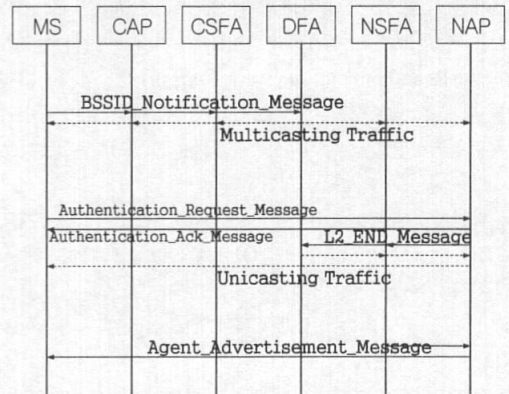 MS CAP CSFA DFA NSFA NAP
BSSID_Notification_Message
Multicasting Traffic
Authentication_Request_Message
Authentication_Ack_Message L2_END_Message
Unicasting Traffic
Agent_Advertisement_Message